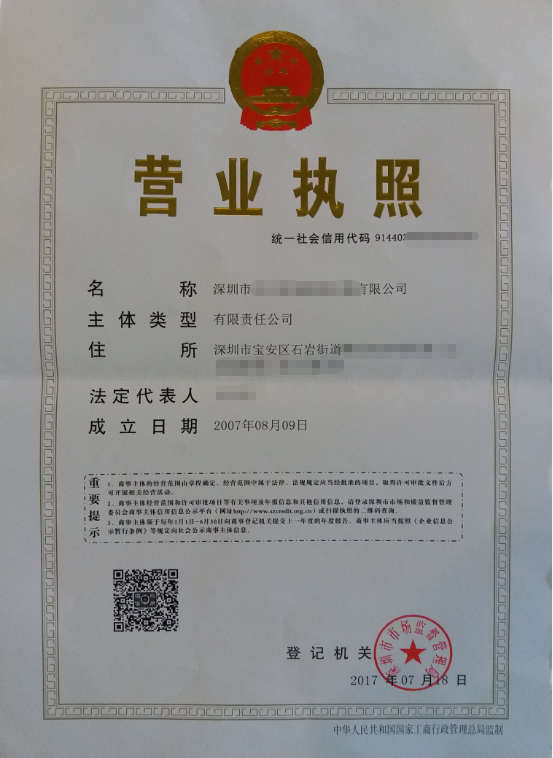 营业执照
统一社会信用代码 91440
名称 深圳市 有限公司
主体类型 有限责任公司
住所 深圳市宝安区石岩街道
法定代表人
成立日期 2007年08月09日
重要提示
1、商事主体的经营范围由章程确定。经营范围中属于法律、法规规定应当经批准的项目，取得许可审批文件后方
可开展相关经营活动。
2、商事主体经营范围和许可审批项目等有关事项及年报信息和其他信用信息，请登录深圳市市场和质量监督管理
委员会商事主体信用信息公示平台（网址http://www.szcredit.org.cn）或扫描执照的二维码查询。
3、商事主体须于每年1月1日-6月30日向商事登记机关提交上一年度的年度报告。商事主体应当按照《企业信息公
示暂行条例》等规定向社会公示商事主体信息。
登记机关
深圳市市场监督管理局
2017 年 07 月 18 日
中华人民共和国国家工商行政管理总局监制